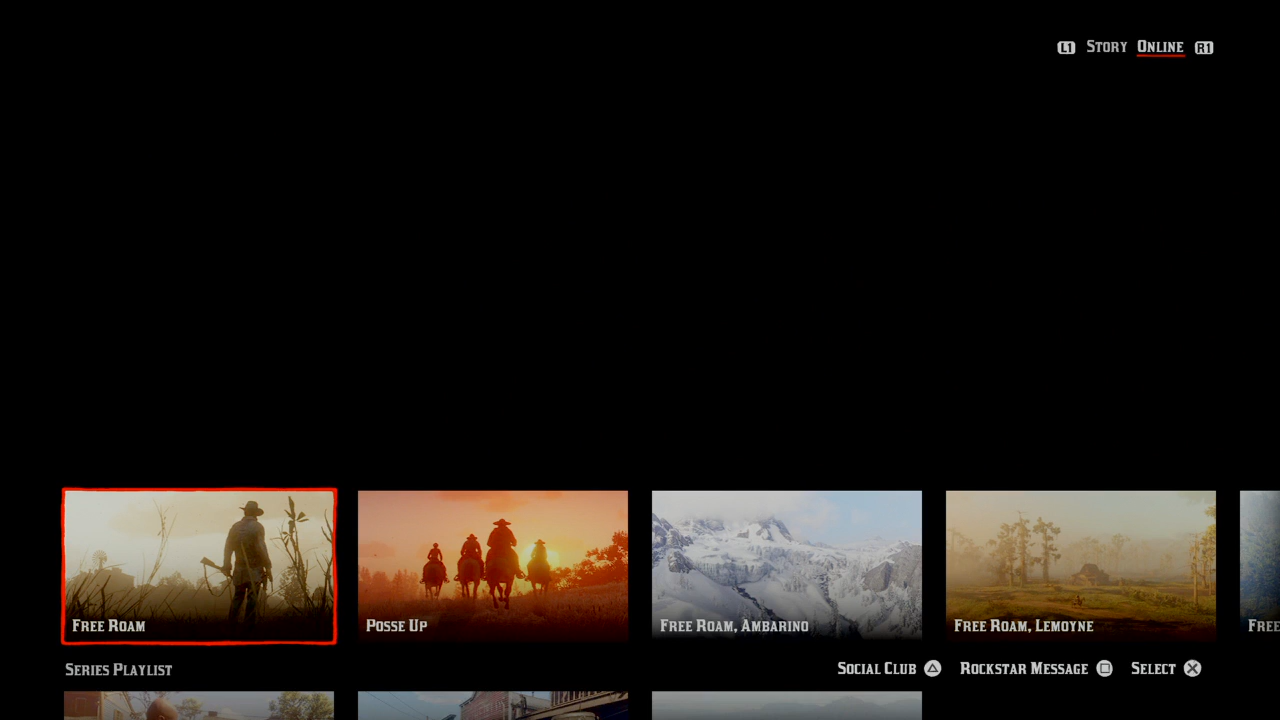 L1 STORY ONLINE R1
FREE ROAM
POSSE UP
FREE ROAM, AMBARINO
FREE ROAM, LEMOYNE
FREE
SERIES PLAYLIST
SOCIAL CLUB
ROCKSTAR MESSAGE
SELECT